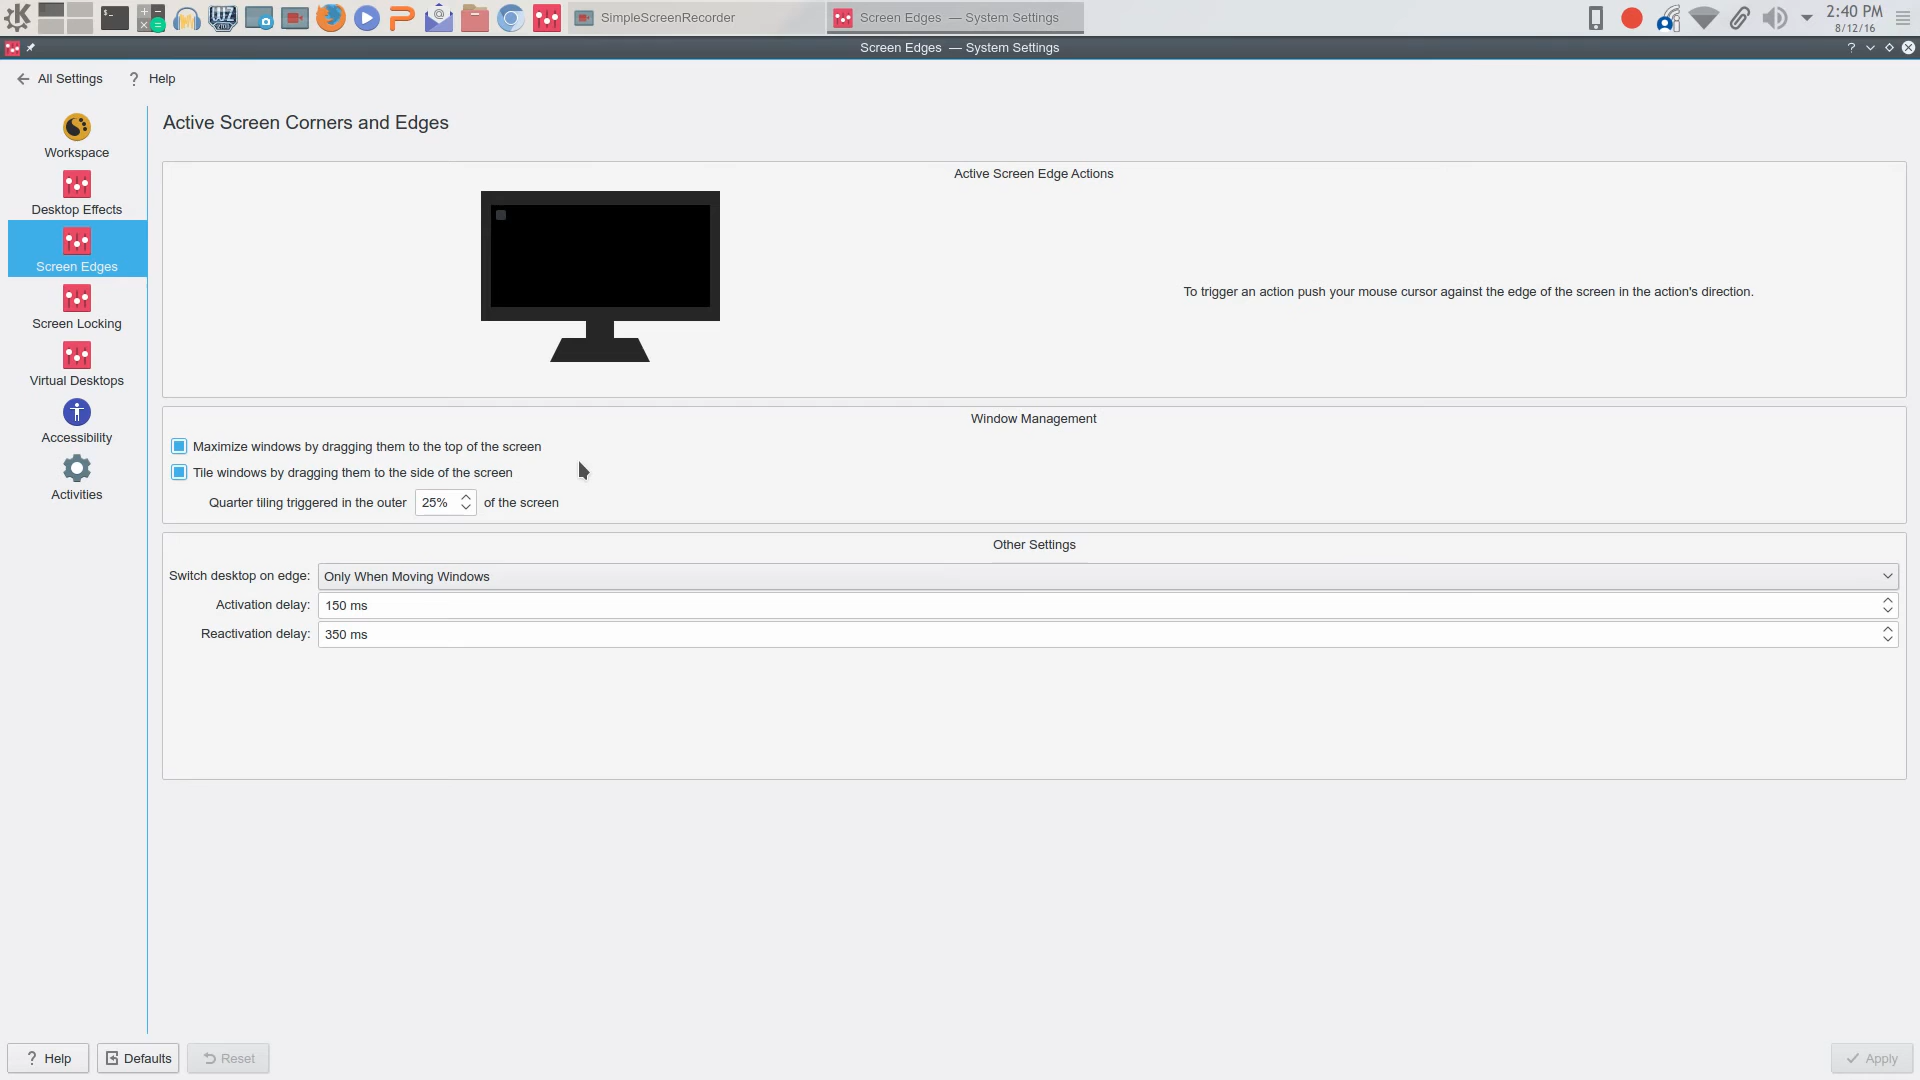 SimpleScreenRecorder
Screen Edges — System Settings
2:40 PM
8/12/16
Screen Edges — System Settings
All Settings
? Help
Workspace
Desktop Effects
Screen Edges
Screen Locking
Virtual Desktops
Accessibility
Activities
Active Screen Corners and Edges
Active Screen Edge Actions
To trigger an action push your mouse cursor against the edge of the screen in the action's direction.
Window Management
Maximize windows by dragging them to the top of the screen
Tile windows by dragging them to the side of the screen
Quarter tiling triggered in the outer 25% of the screen
Other Settings
Switch desktop on edge: Only When Moving Windows
Activation delay: 150 ms
Reactivation delay: 350 ms
? Help
Defaults
Reset
Apply